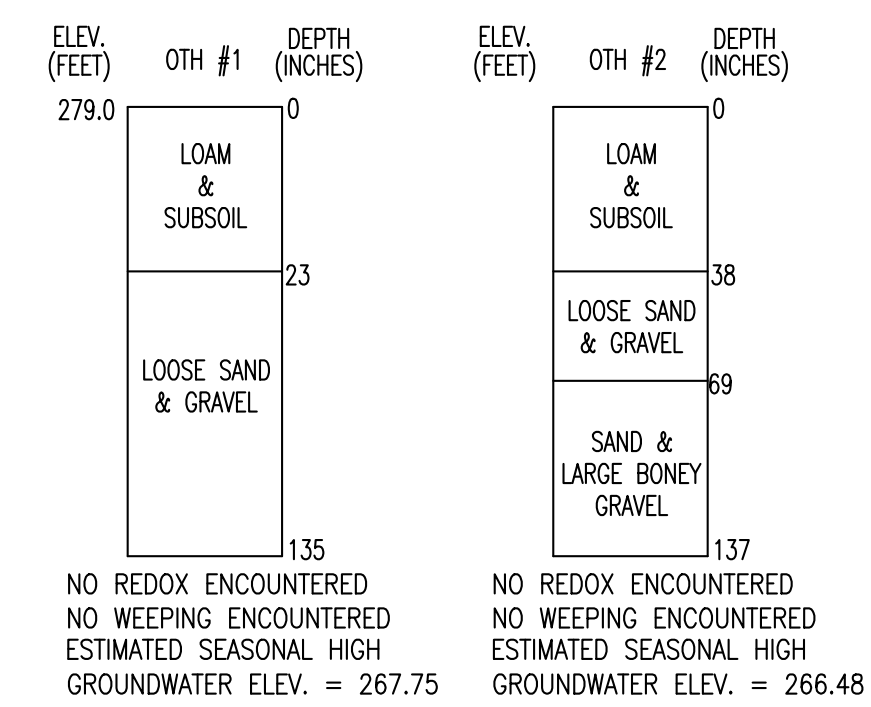 ELEV.
(FEET)
OTH #1
DEPTH
(INCHES)
279.0
0
LOAM
&
SUBSOIL
23
LOOSE SAND
& GRAVEL
135
NO REDOX ENCOUNTERED
NO WEEPING ENCOUNTERED
ESTIMATED SEASONAL HIGH
GROUNDWATER ELEV. = 267.75
ELEV.
(FEET)
OTH #2
DEPTH
(INCHES)
0
LOAM
&
SUBSOIL
38
LOOSE SAND
& GRAVEL
69
SAND &
LARGE BONEY
GRAVEL
137
NO REDOX ENCOUNTERED
NO WEEPING ENCOUNTERED
ESTIMATED SEASONAL HIGH
GROUNDWATER ELEV. = 266.48